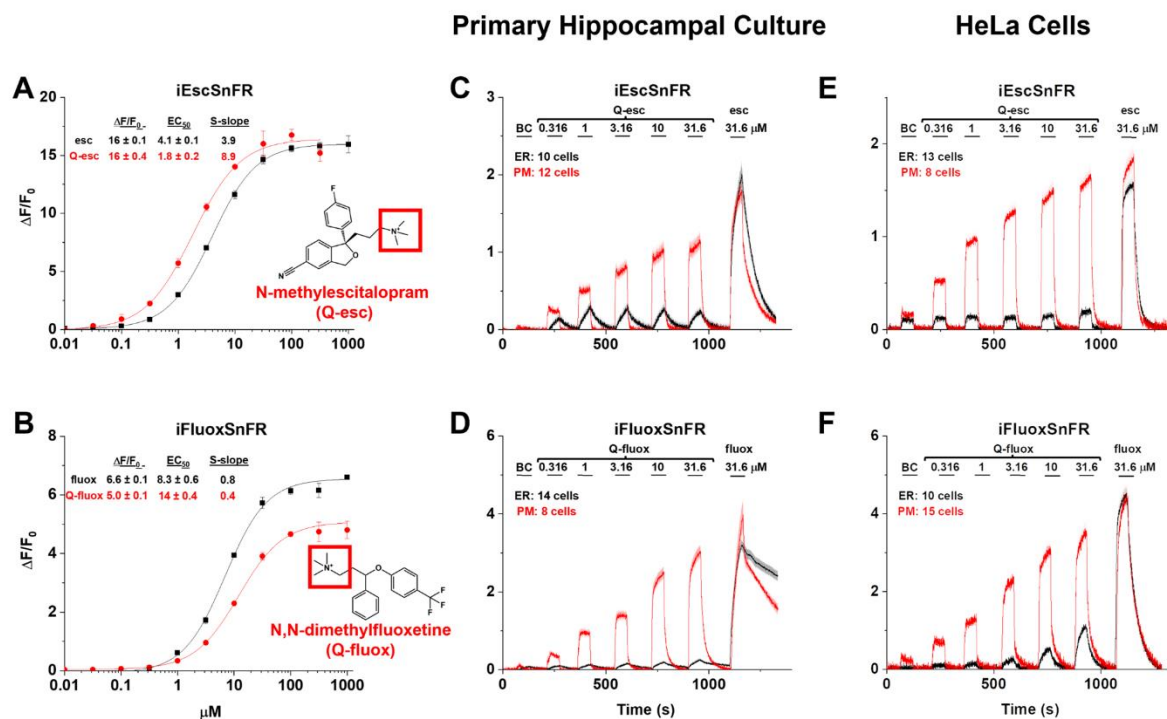 Primary Hippocampal Culture
HeLa Cells
A
iEscSnFR
ΔF/F0
20
15
10
5
0
ΔF/F0 EC50 S-slope
esc 16 ± 0.1 4.1 ± 0.1 3.9
Q-esc 16 ± 0.4 1.8 ± 0.2 8.9
F
N
O
N+
N-methylescitalopram
(Q-esc)
0.01 0.1 1 10 100 1000
C
iEscSnFR
Q-esc esc
BC 0.316 1 3.16 10 31.6 31.6 μM
ER: 10 cells
PM: 12 cells
3
2
1
0
0 500 1000
E
iEscSnFR
Q-esc esc
BC 0.316 1 3.16 10 31.6 31.6 μM
ER: 13 cells
PM: 8 cells
2
1
0
0 500 1000
B
iFluoxSnFR
ΔF/F0
8
6
4
2
0
ΔF/F0 EC50 S-slope
fluox 6.6 ± 0.1 8.3 ± 0.6 0.8
Q-fluox 5.0 ± 0.1 14 ± 0.4 0.4
N+
O
F
F
F
N,N-dimethylfluoxetine
(Q-fluox)
0.01 0.1 1 10 100 1000
μM
D
iFluoxSnFR
Q-fluox fluox
BC 0.316 1 3.16 10 31.6 31.6 μM
ER: 14 cells
PM: 8 cells
6
4
2
0
0 500 1000
Time (s)
F
iFluoxSnFR
Q-fluox fluox
BC 0.316 1 3.16 10 31.6 31.6 μM
ER: 10 cells
PM: 15 cells
6
4
2
0
0 500 1000
Time (s)